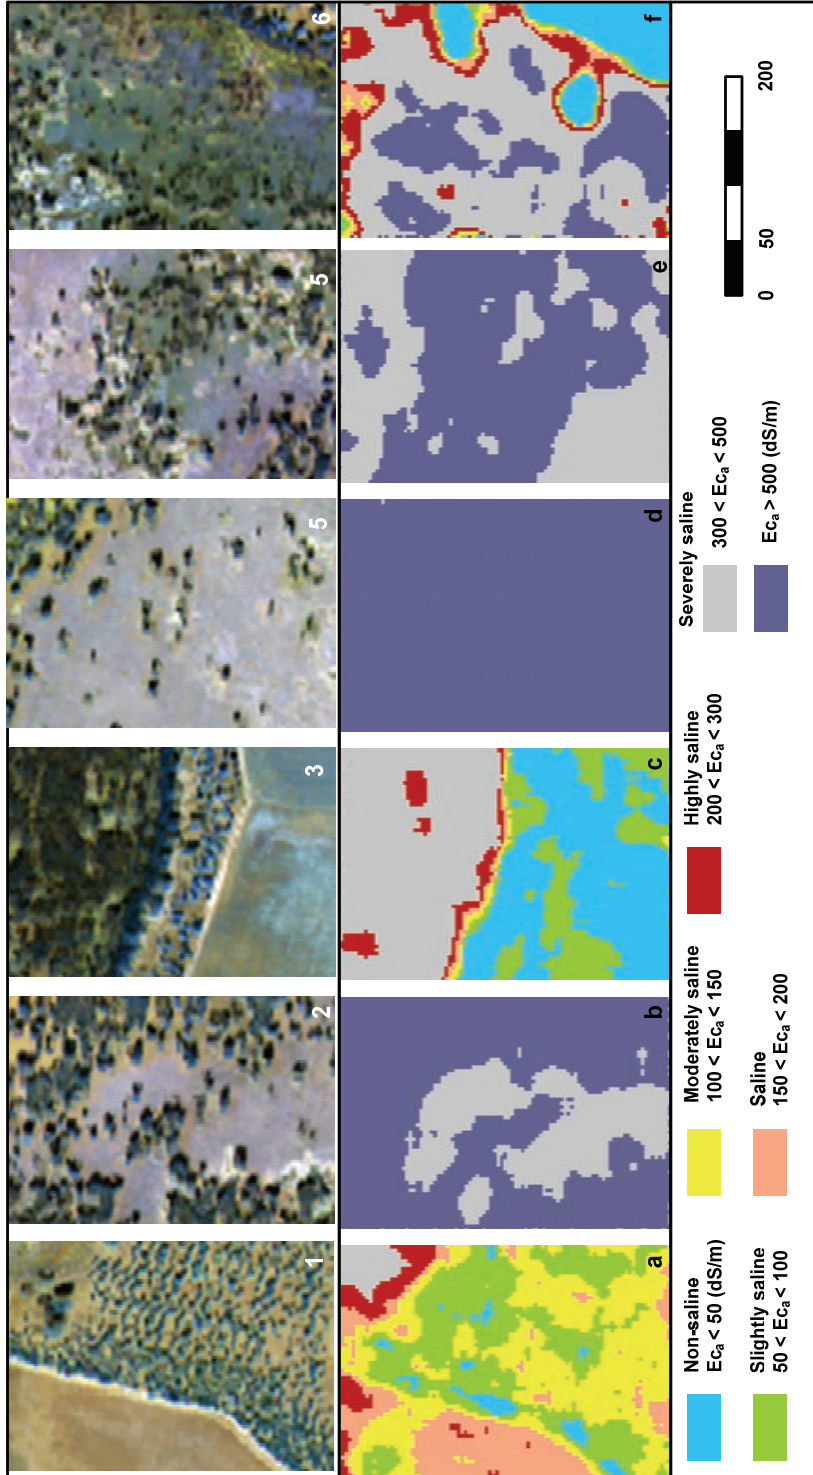 1
2
3
5
5
6
a
b
c
d
e
f
Non-saline
Ecₐ < 50 (dS/m)
Slightly saline
50 < Ecₐ < 100
Moderately saline
100 < Ecₐ < 150
Saline
150 < Ecₐ < 200
Highly saline
200 < Ecₐ < 300
Severely saline
300 < Ecₐ < 500
Ecₐ > 500 (dS/m)
0 50 200